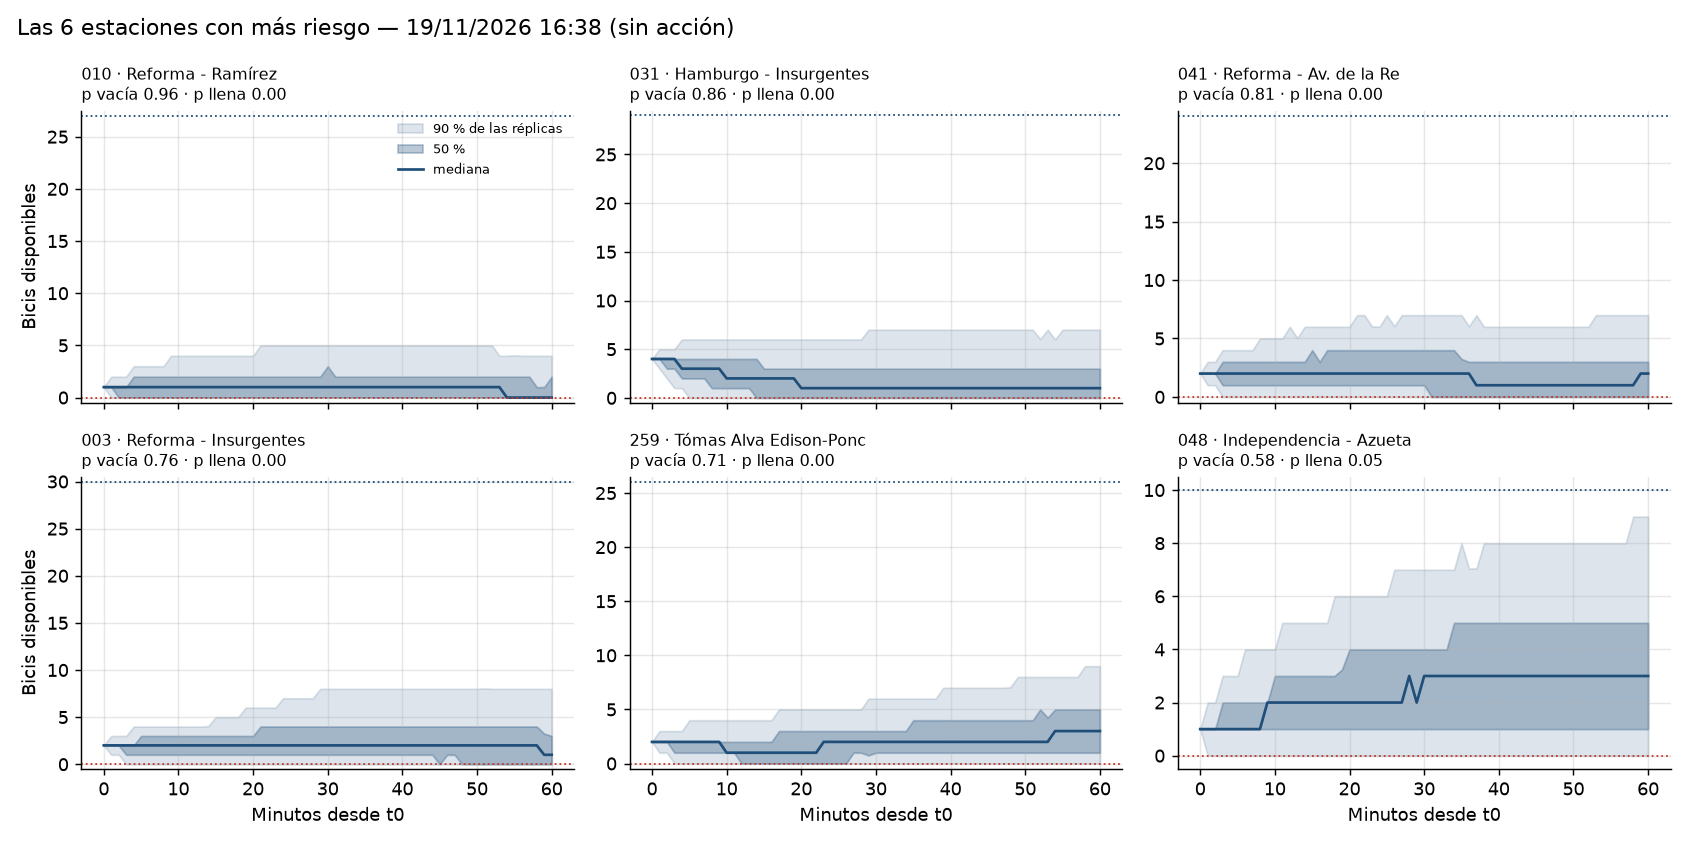 Las 6 estaciones con más riesgo — 19/11/2026 16:38 (sin acción)
010 · Reforma - Ramírez
p vacía 0.96 · p llena 0.00
Bicis disponibles
25
20
15
10
5
0
90 % de las réplicas
50 %
mediana
031 · Hamburgo - Insurgentes
p vacía 0.86 · p llena 0.00
25
20
15
10
5
0
041 · Reforma - Av. de la Re
p vacía 0.81 · p llena 0.00
20
15
10
5
0
003 · Reforma - Insurgentes
p vacía 0.76 · p llena 0.00
Bicis disponibles
30
25
20
15
10
5
0
0 10 20 30 40 50 60
Minutos desde t0
259 · Tómas Alva Edison-Ponc
p vacía 0.71 · p llena 0.00
25
20
15
10
5
0
0 10 20 30 40 50 60
Minutos desde t0
048 · Independencia - Azueta
p vacía 0.58 · p llena 0.05
10
8
6
4
2
0
0 10 20 30 40 50 60
Minutos desde t0